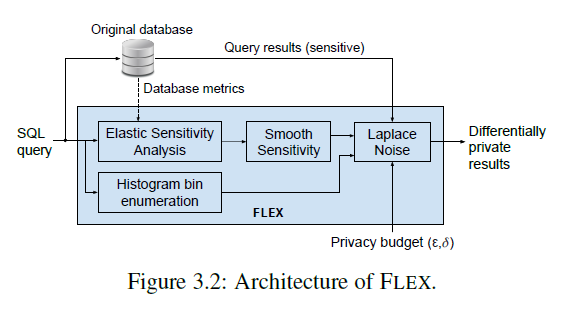 Original database
Query results (sensitive)
Database metrics
SQL
query
Elastic Sensitivity
Analysis
Smooth
Sensitivity
Laplace
Noise
Differentially
private
results
Histogram bin
enumeration
FLEX
Privacy budget (ε,δ)
Figure 3.2: Architecture of FLEX.